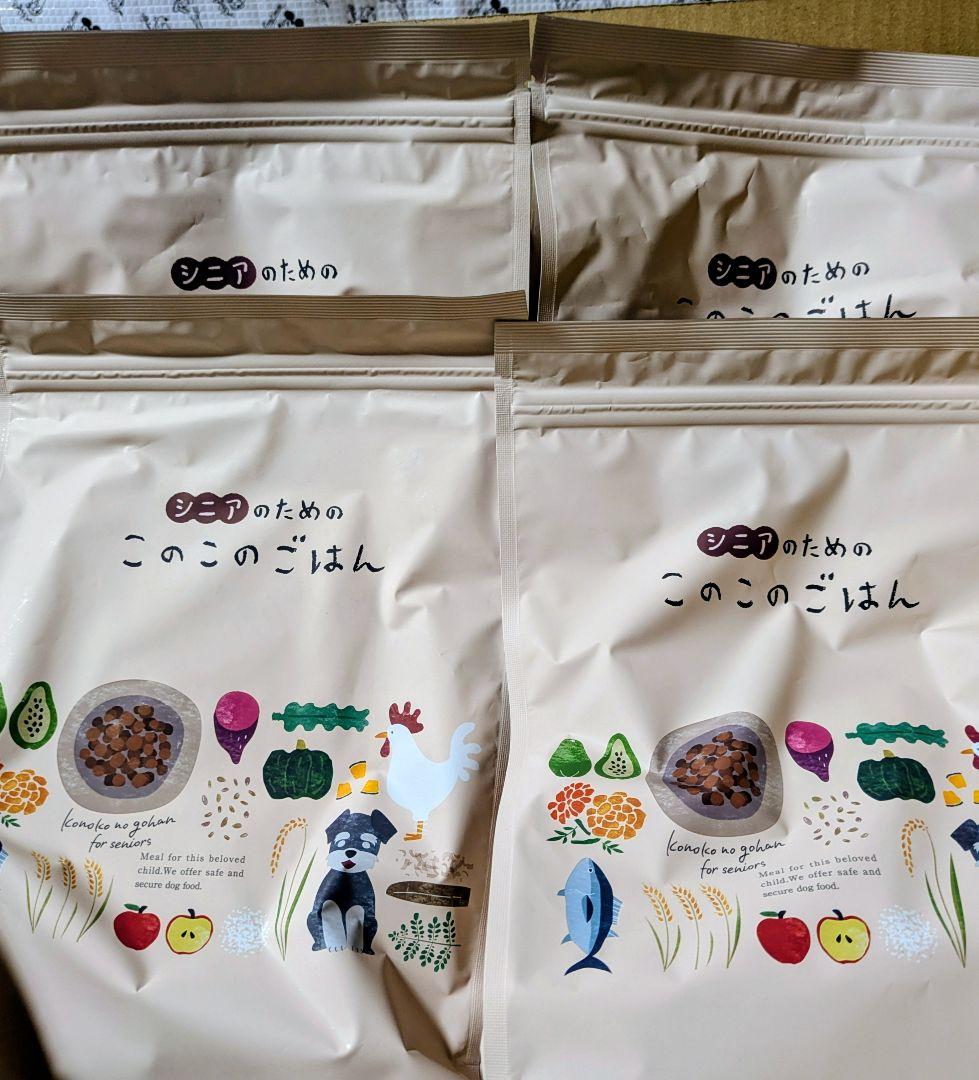 シニアのための
シニアのための
このこのごはん
シニアのための
このこのごはん
Konoko no gohan
for seniors
Meal for this beloved
child.We offer safe and
secure dog food.
シニアのための
このこのごはん
Konoko no gohan
for seniors
Meal for this beloved
child.We offer safe and
secure dog food.